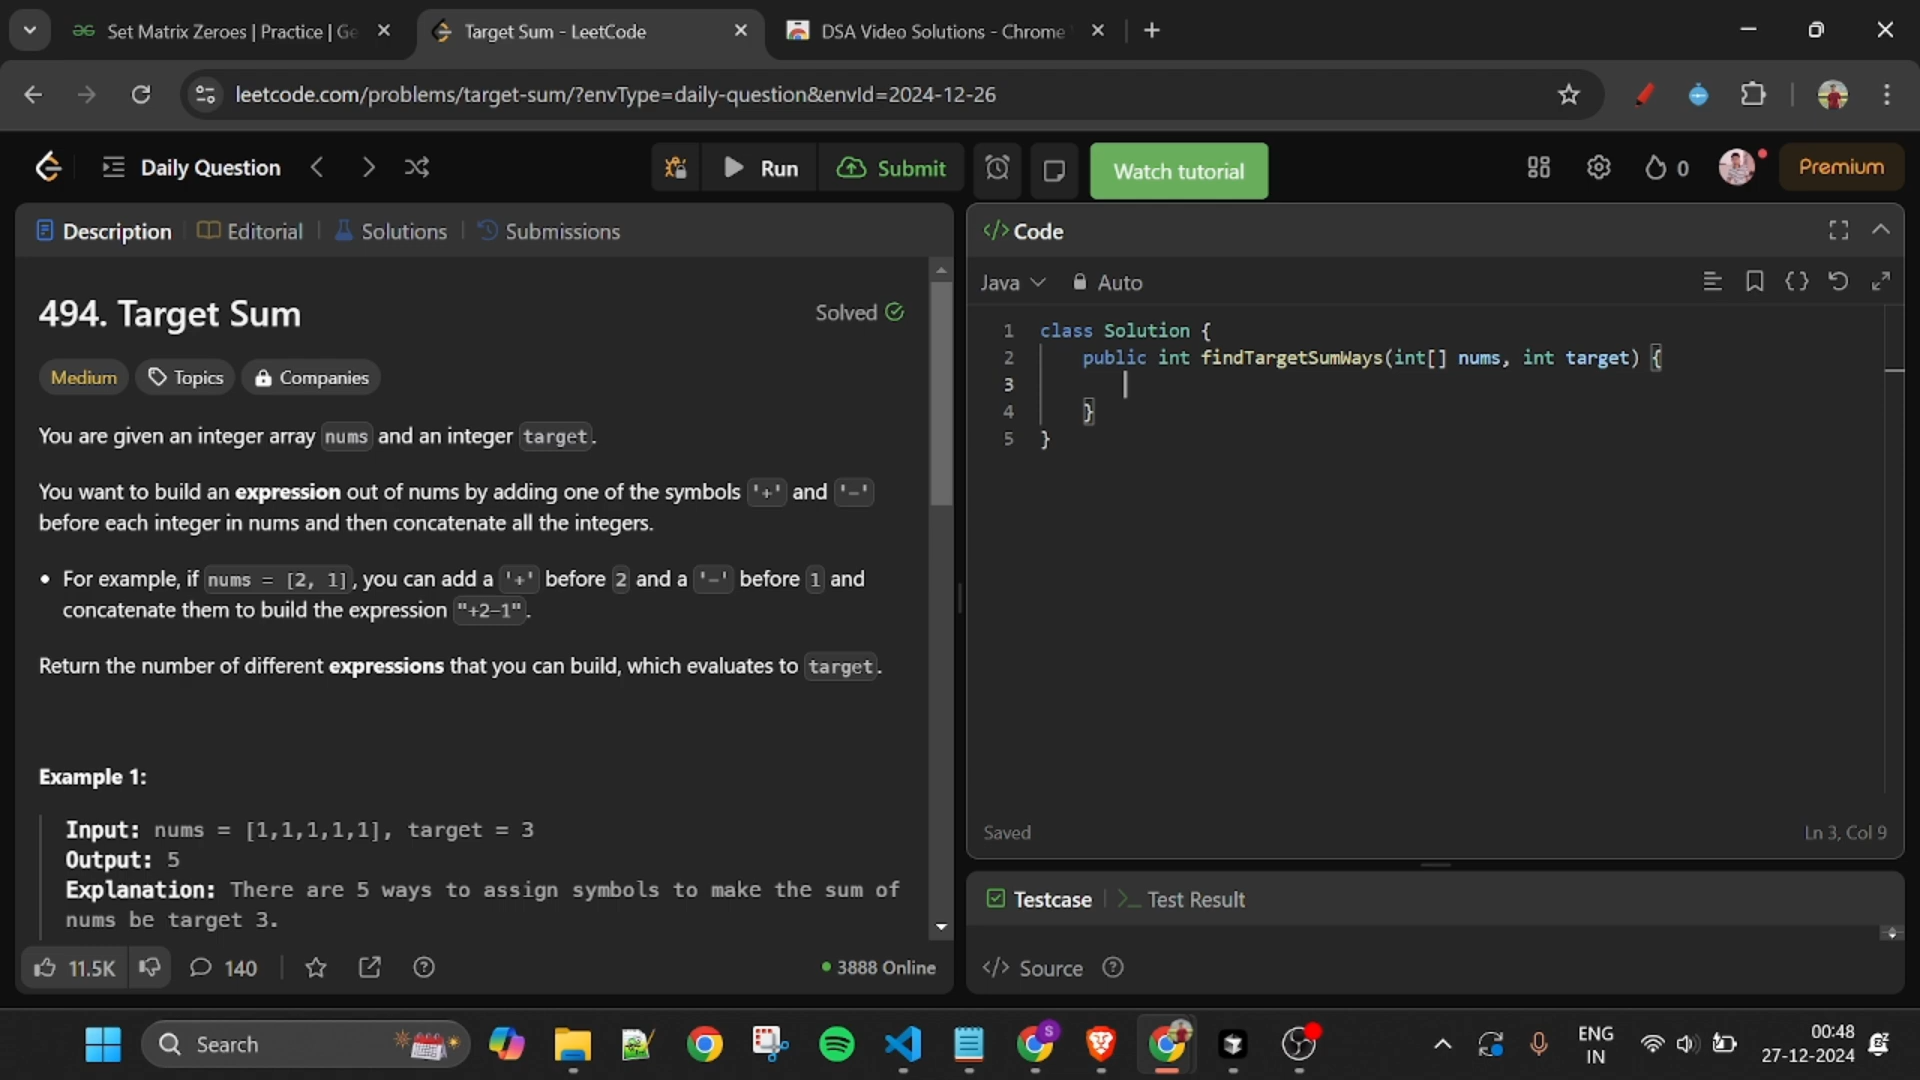 Set Matrix Zeroes | Practice | Ge
Target Sum - LeetCode
DSA Video Solutions - Chrome
leetcode.com/problems/target-sum/?envType=daily-question&envId=2024-12-26
Daily Question
Run
Submit
Watch tutorial
0
Premium
Description
Editorial
Solutions
Submissions
494. Target Sum
Solved
Medium
Topics
Companies
You are given an integer array nums and an integer target.
You want to build an expression out of nums by adding one of the symbols '+' and '-'
before each integer in nums and then concatenate all the integers.
• For example, if nums = [2, 1], you can add a '+' before 2 and a '-' before 1 and
concatenate them to build the expression "+2-1".
Return the number of different expressions that you can build, which evaluates to target.
Example 1:
Input: nums = [1,1,1,1,1], target = 3
Output: 5
Explanation: There are 5 ways to assign symbols to make the sum of
nums be target 3.
11.5K
140
3888 Online
</> Code
Java
Auto
1 class Solution {
2 public int findTargetSumWays(int[] nums, int target) {
3
4 }
5 }
Saved
Ln 3, Col 9
Testcase
>_ Test Result
</> Source
Search
S
ENG
IN
00:48
27-12-2024